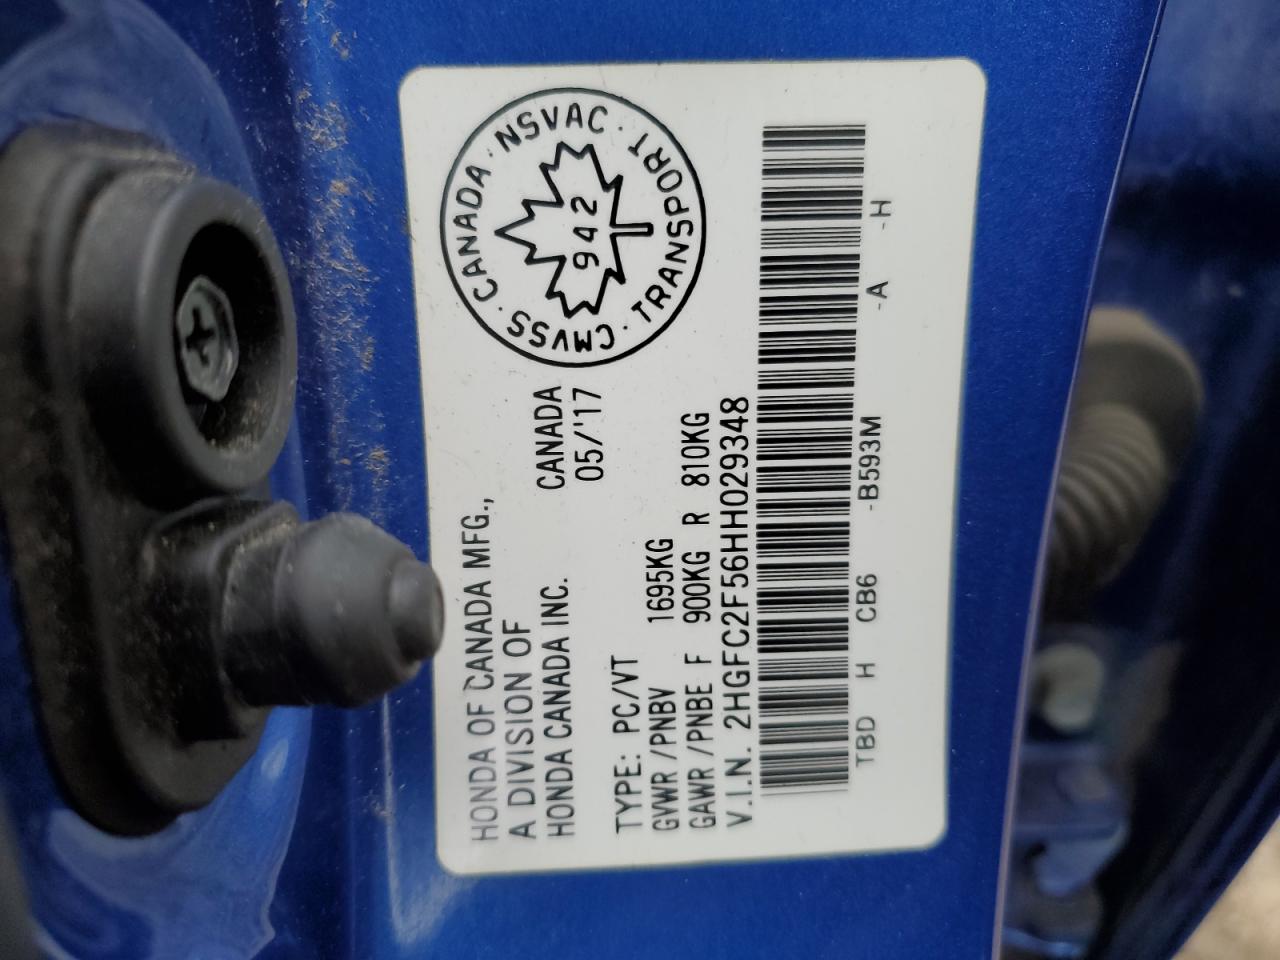 HONDA OF CANADA MFG.,
A DIVISION OF
HONDA CANADA INC.
CANADA
05/'17
CANADA · NSVAC · TRANSPORT · CMVSS ·
942
TYPE: PC/VT
GVWR /PNBV 1695KG
GAWR /PNBE F 900KG R 810KG
V.I.N. 2HGFC2F56HH029348
TBD H CB6 -B593M -A -H